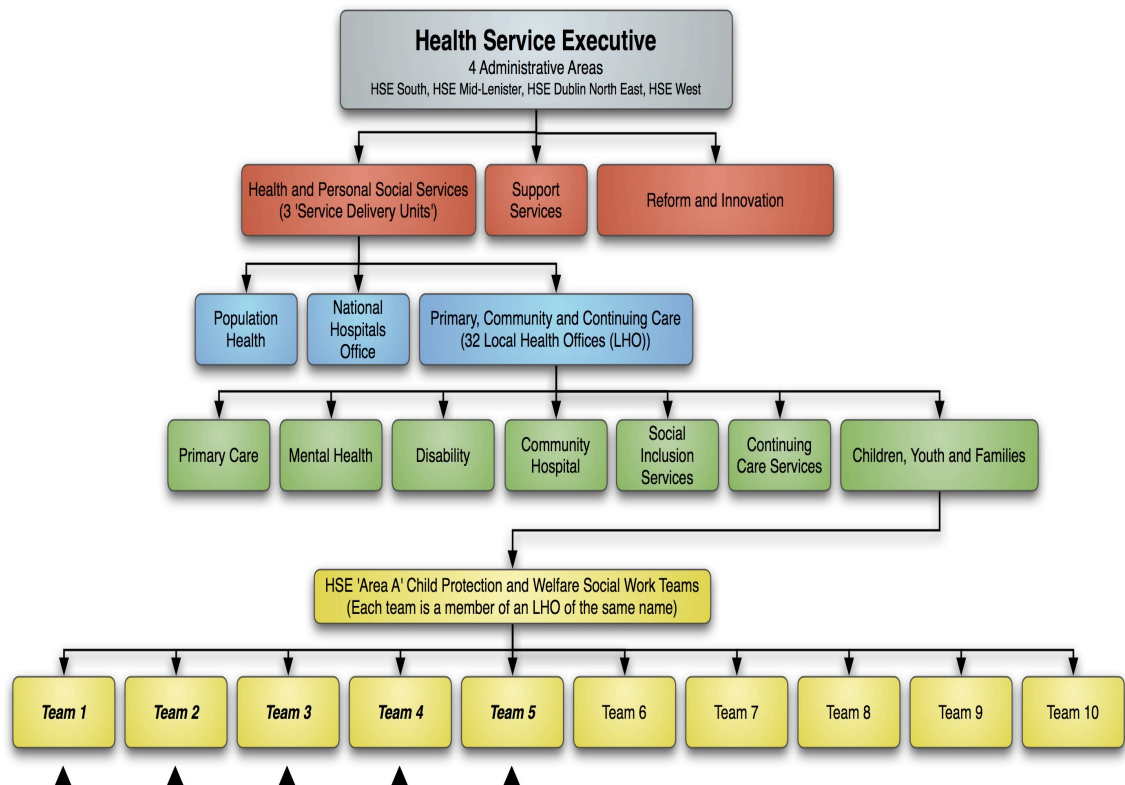 Health Service Executive
4 Administrative Areas
HSE South, HSE Mid-Lenister, HSE Dublin North East, HSE West
Health and Personal Social Services
(3 'Service Delivery Units')
Support
Services
Reform and Innovation
Population
Health
National
Hospitals
Office
Primary, Community and Continuing Care
(32 Local Health Offices (LHO))
Primary Care
Mental Health
Disability
Community
Hospital
Social
Inclusion
Services
Continuing
Care Services
Children, Youth and Families
HSE 'Area A' Child Protection and Welfare Social Work Teams
(Each team is a member of an LHO of the same name)
Team 1
Team 2
Team 3
Team 4
Team 5
Team 6
Team 7
Team 8
Team 9
Team 10